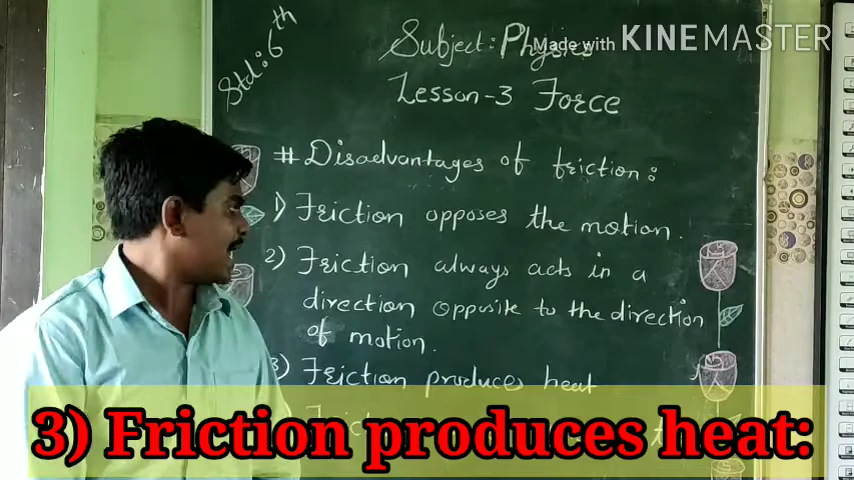 Made with KINEMASTER
Std: 6th
Subject: Physics
Lesson-3 Force
# Disadvantages of friction:
1) Friction opposes the motion.
2) Friction always acts in a
direction opposite to the direction
of motion.
3) Friction produces heat
3) Friction produces heat: